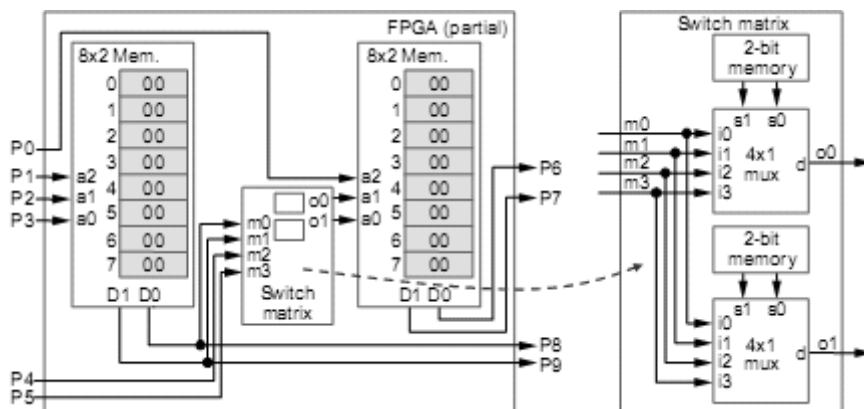 FPGA (partial)
8x2 Mem.
0 00
1 00
2 00
3 00
4 00
5 00
6 00
7 00
a2
a1
a0
D1 D0
P0
P1
P2
P3
P4
P5
m0
m1
m2
m3
o0
o1
Switch
matrix
8x2 Mem.
0 00
1 00
2 00
3 00
4 00
5 00
6 00
7 00
a2
a1
a0
D1 D0
P6
P7
P8
P9
Switch matrix
2-bit
memory
s1 s0
m0
m1
m2
m3
i0
i1
i2
i3
4x1
mux
d
o0
2-bit
memory
s1 s0
i0
i1
i2
i3
4x1
mux
d
o1